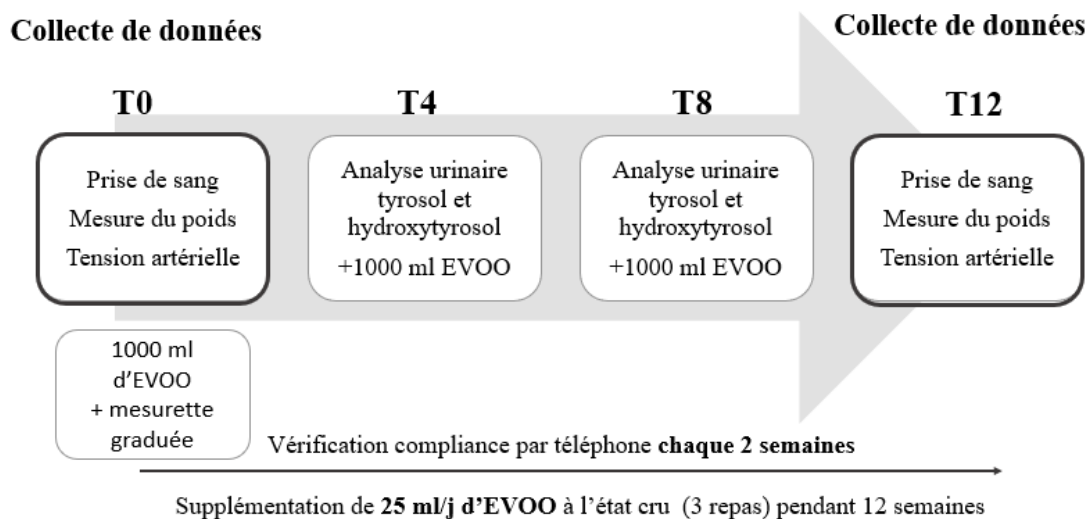 Collecte de données
Collecte de données
T0
T4
T8
T12
Prise de sang
Mesure du poids
Tension artérielle
Analyse urinaire
tyrosol et
hydroxytyrosol
+1000 ml EVOO
Analyse urinaire
tyrosol et
hydroxytyrosol
+1000 ml EVOO
Prise de sang
Mesure du poids
Tension artérielle
1000 ml
d’EVOO
+ mesurette
graduée
Vérification compliance par téléphone chaque 2 semaines
Supplémentation de 25 ml/j d’EVOO à l’état cru (3 repas) pendant 12 semaines